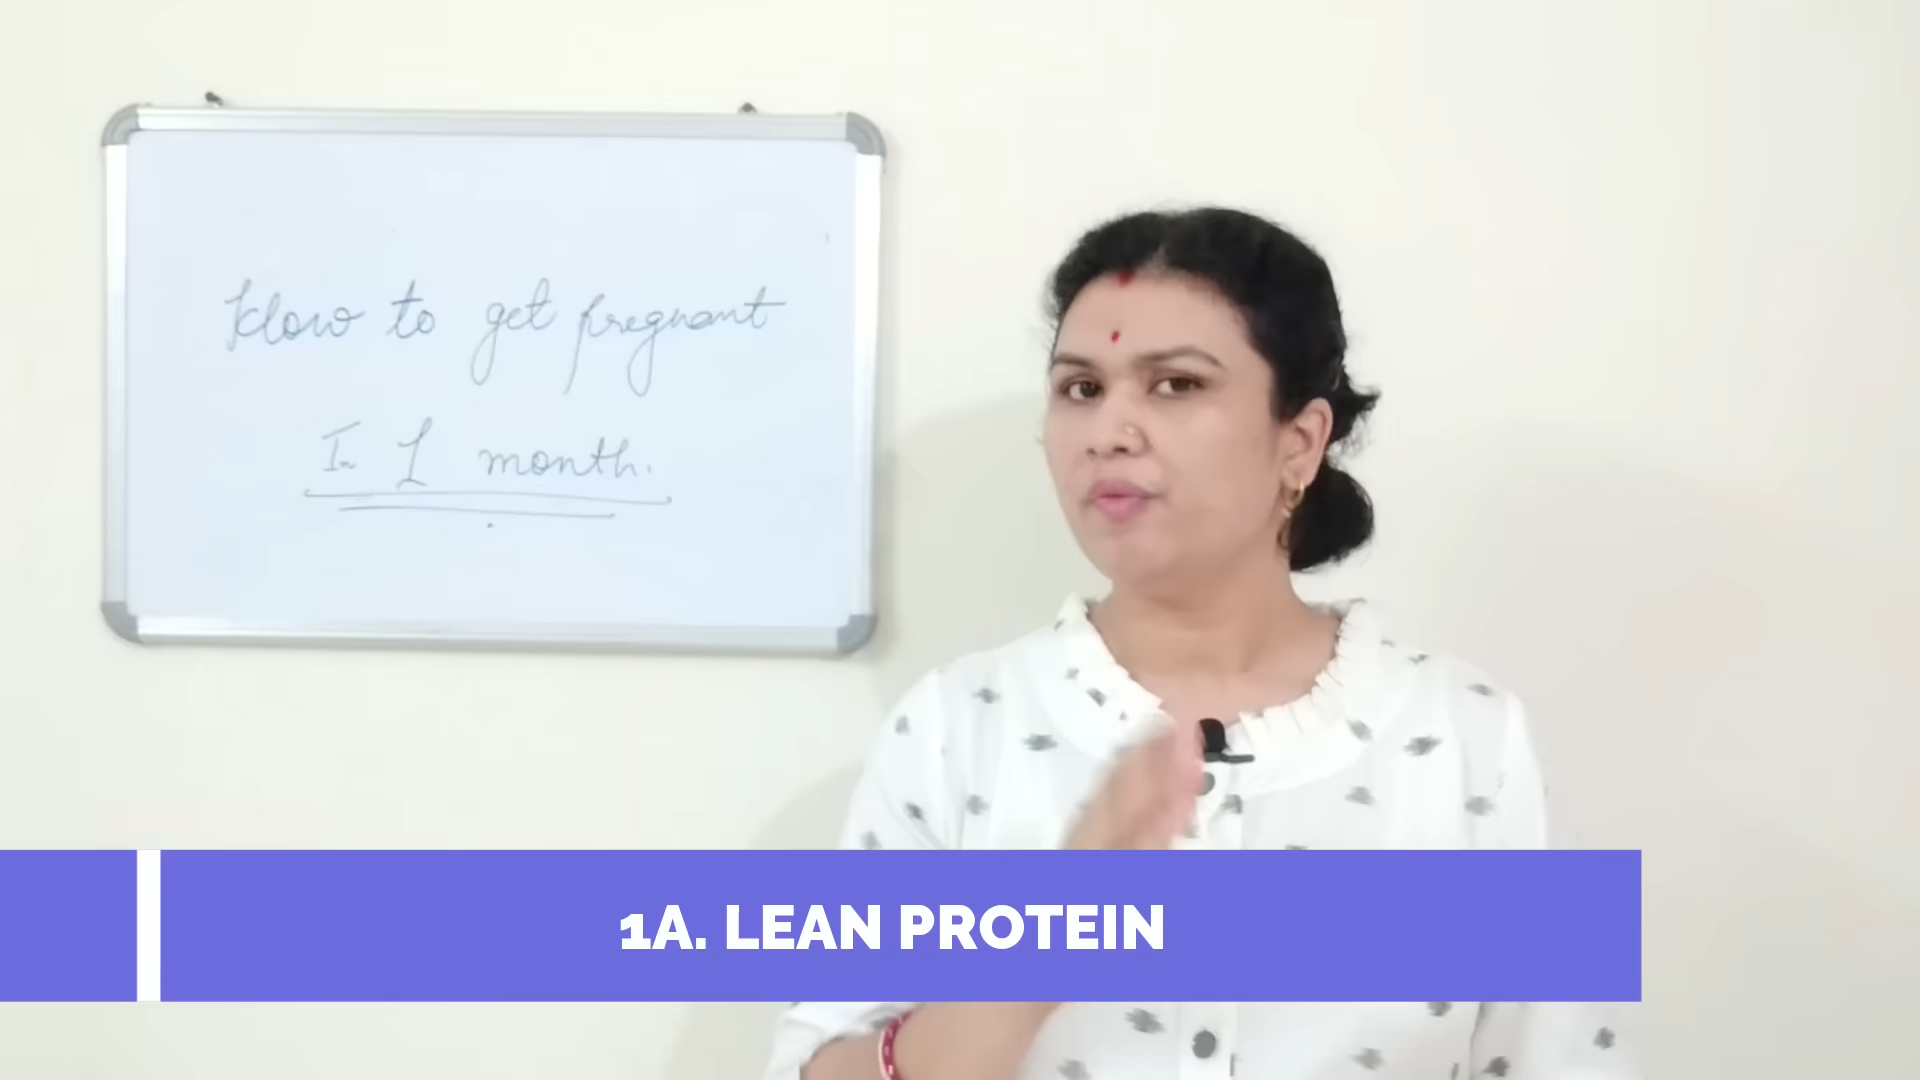 How to get pregnant
In 1 month.
1A. LEAN PROTEIN